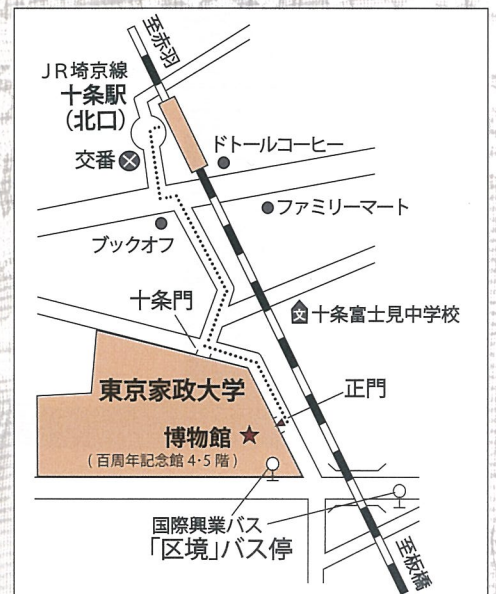 至赤羽
JR埼京線
十条駅
（北口）
交番
ドトールコーヒー
ファミリーマート
ブックオフ
十条門
文
十条富士見中学校
東京家政大学
正門
博物館
（百周年記念館4・5階）
国際興業バス
「区境」バス停
至板橋